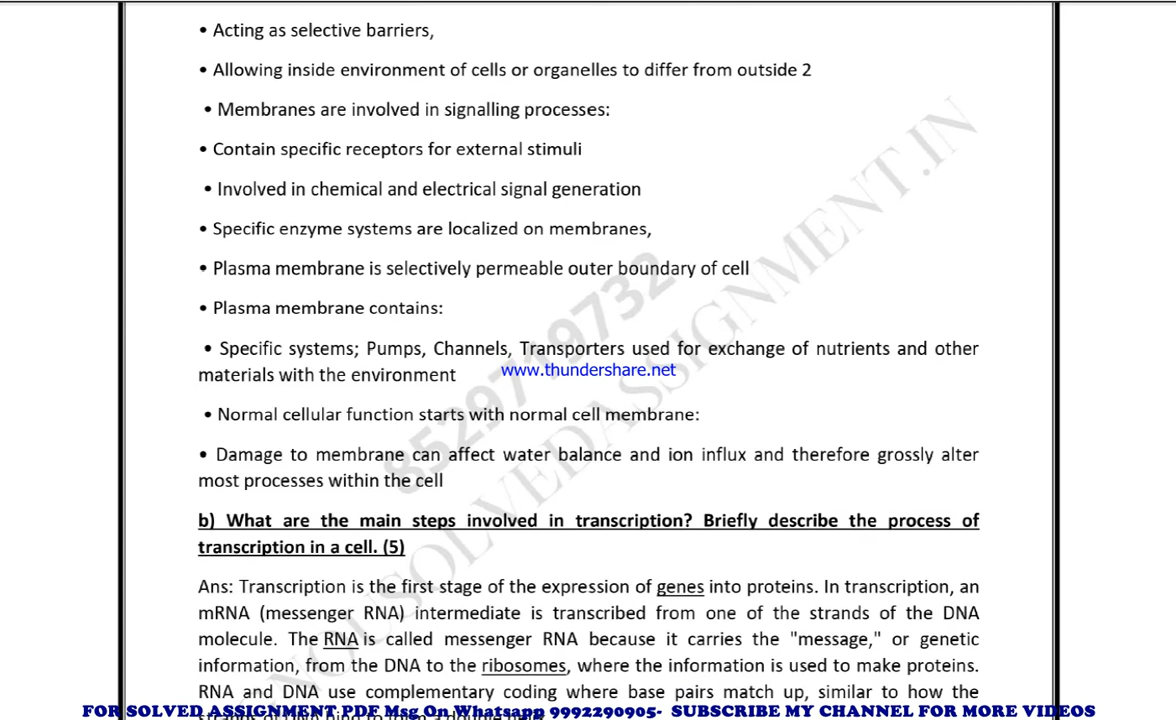 • Acting as selective barriers,
• Allowing inside environment of cells or organelles to differ from outside 2
• Membranes are involved in signalling processes:
• Contain specific receptors for external stimuli
• Involved in chemical and electrical signal generation
• Specific enzyme systems are localized on membranes,
• Plasma membrane is selectively permeable outer boundary of cell
• Plasma membrane contains:
• Specific systems; Pumps, Channels, Transporters used for exchange of nutrients and other
materials with the environment
www.thundershare.net
• Normal cellular function starts with normal cell membrane:
• Damage to membrane can affect water balance and ion influx and therefore grossly alter
most processes within the cell
b) What are the main steps involved in transcription? Briefly describe the process of
transcription in a cell. (5)
Ans: Transcription is the first stage of the expression of genes into proteins. In transcription, an
mRNA (messenger RNA) intermediate is transcribed from one of the strands of the DNA
molecule. The RNA is called messenger RNA because it carries the "message," or genetic
information, from the DNA to the ribosomes, where the information is used to make proteins.
RNA and DNA use complementary coding where base pairs match up, similar to how the
FOR SOLVED ASSIGNMENT PDF Msg On Whatsapp 9992290905- SUBSCRIBE MY CHANNEL FOR MORE VIDEOS
8529719732
NOUSOLVEDASSIGNMENT.IN